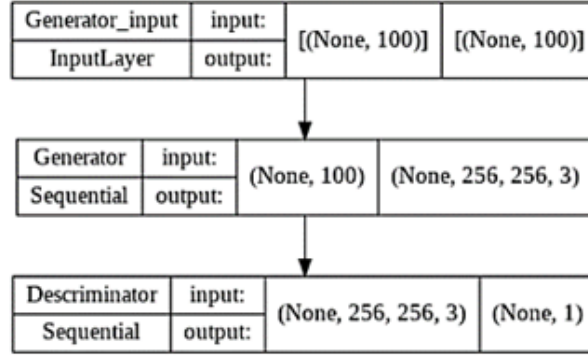 Generator_input input: [(None, 100)] [(None, 100)]
InputLayer output:
Generator input: (None, 100) (None, 256, 256, 3)
Sequential output:
Descriminator input: (None, 256, 256, 3) (None, 1)
Sequential output: